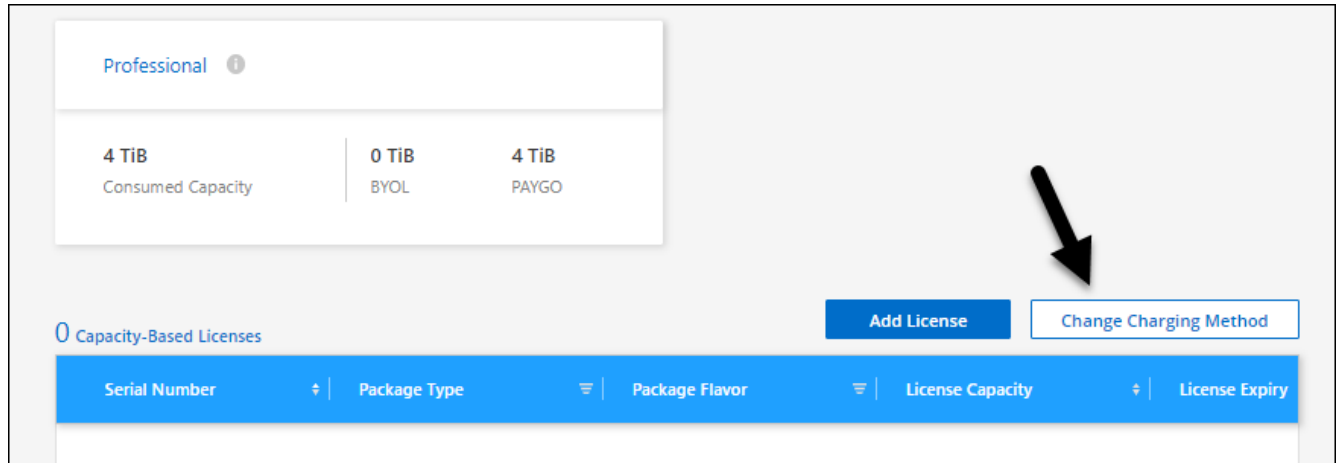 Professional
4 TiB 0 TiB 4 TiB
Consumed Capacity BYOL PAYGO
Add License Change Charging Method
0 Capacity-Based Licenses
Serial Number Package Type Package Flavor License Capacity License Expiry